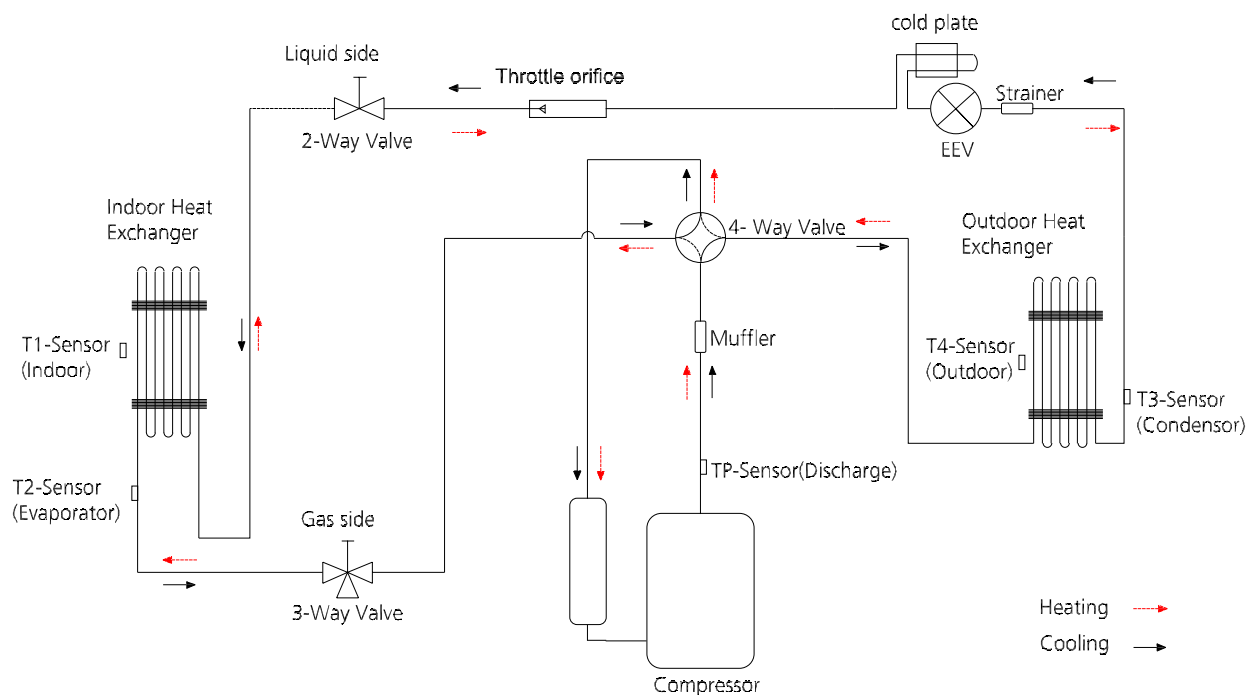 cold plate
Liquid side
Throttle orifice
Strainer
2-Way Valve
EEV
Indoor Heat
Exchanger
4- Way Valve
Outdoor Heat
Exchanger
Muffler
T1-Sensor
(Indoor)
T4-Sensor
(Outdoor)
T3-Sensor
(Condensor)
TP-Sensor(Discharge)
T2-Sensor
(Evaporator)
Gas side
3-Way Valve
Heating
Cooling
Compressor